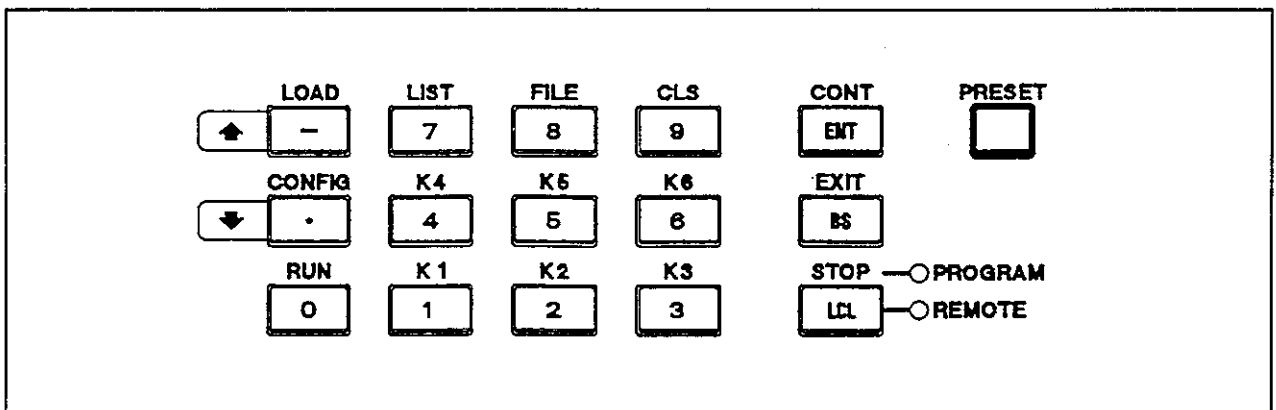 LOAD LIST FILE CLS CONT PRESET
- 7 8 9 ENT
CONFIG K4 K5 K6 EXIT
. 4 5 6 BS
RUN K1 K2 K3 STOP PROGRAM
0 1 2 3 LCL REMOTE